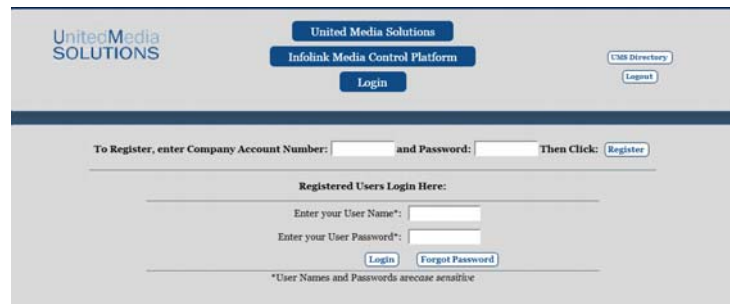 UnitedMedia
SOLUTIONS
United Media Solutions
Infolink Media Control Platform
Login
UMS Directory
Logout
To Register, enter Company Account Number: and Password: Then Click: Register
Registered Users Login Here:
Enter your User Name*:
Enter your User Password*:
Login Forgot Password
*User Names and Passwords arecase sensitive